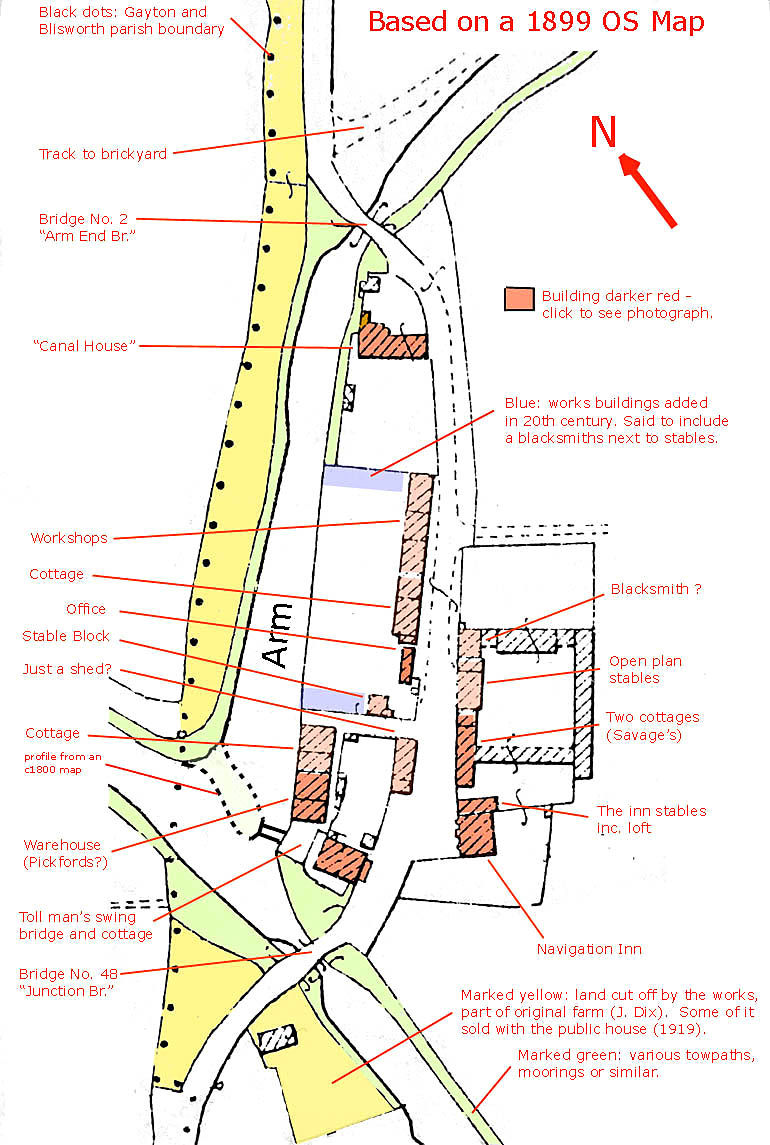 Black dots: Gayton and
Blisworth parish boundary
Based on a 1899 OS Map
N
Track to brickyard
Bridge No. 2
“Arm End Br.”
Building darker red –
click to see photograph.
“Canal House”
Blue: works buildings added
in 20th century. Said to include
a blacksmiths next to stables.
Workshops
Cottage
Office
Stable Block
Just a shed?
Arm
Blacksmith ?
Open plan
stables
Two cottages
(Savage’s)
Cottage
profile from an
c1800 map
The inn stables
inc. loft
Warehouse
(Pickfords?)
Toll man’s swing
bridge and cottage
Navigation Inn
Bridge No. 48
“Junction Br.”
Marked yellow: land cut off by the works,
part of original farm (J. Dix). Some of it
sold with the public house (1919).
Marked green: various towpaths,
moorings or similar.